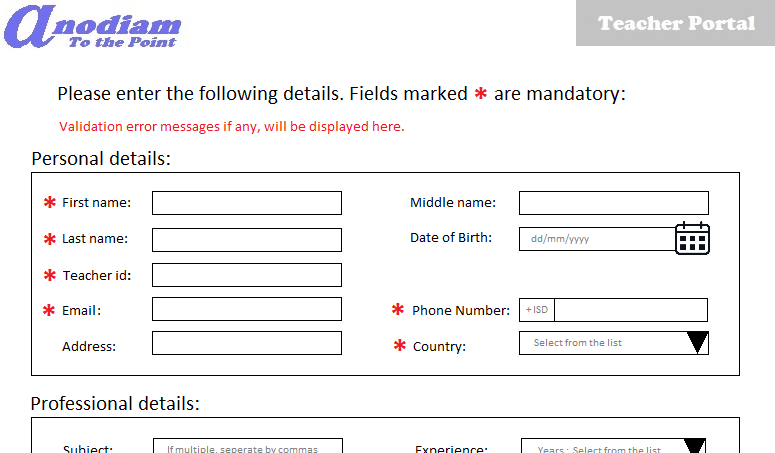 Anodiam
To the Point
Teacher Portal
Please enter the following details. Fields marked * are mandatory:
Validation error messages if any, will be displayed here.
Personal details:
* First name:
Middle name:
* Last name:
Date of Birth: dd/mm/yyyy
* Teacher id:
* Email:
* Phone Number: +ISD
Address:
* Country: Select from the list
Professional details:
Subject: If multiple, seperate by commas
Experience: Years : Select from the list